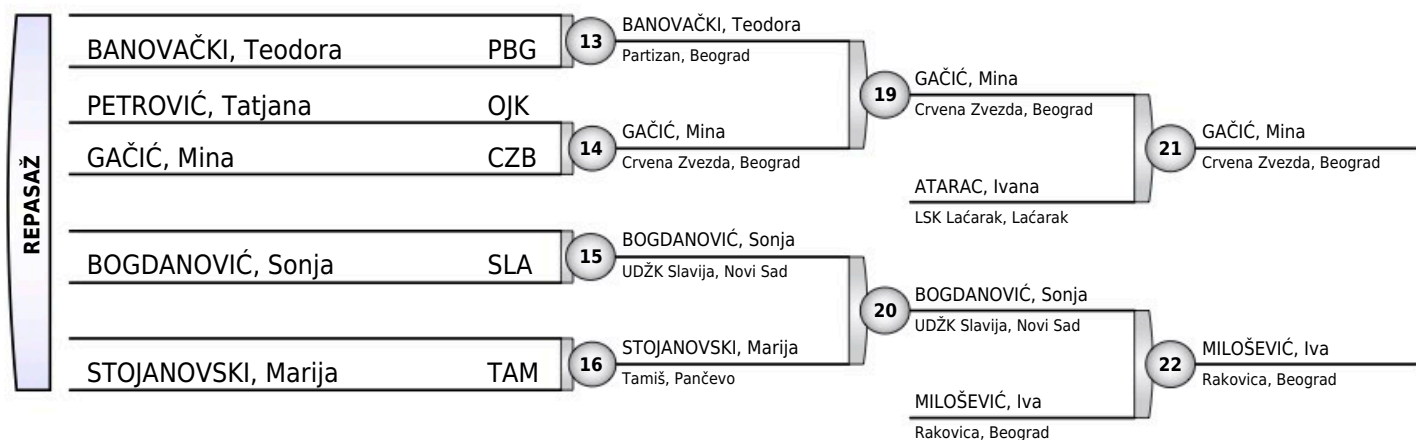 REPASAŽ
BANOVAČKI, Teodora PBG
PETROVIĆ, Tatjana OJK
GAČIĆ, Mina CZB
BOGDANOVIĆ, Sonja SLA
STOJANOVSKI, Marija TAM
13
BANOVAČKI, Teodora
Partizan, Beograd
14
GAČIĆ, Mina
Crvena Zvezda, Beograd
15
BOGDANOVIĆ, Sonja
UDŽK Slavija, Novi Sad
16
STOJANOVSKI, Marija
Tamiš, Pančevo
19
GAČIĆ, Mina
Crvena Zvezda, Beograd
ATARAC, Ivana
LSK Laćarak, Laćarak
20
BOGDANOVIĆ, Sonja
UDŽK Slavija, Novi Sad
MILOŠEVIĆ, Iva
Rakovica, Beograd
21
GAČIĆ, Mina
Crvena Zvezda, Beograd
22
MILOŠEVIĆ, Iva
Rakovica, Beograd